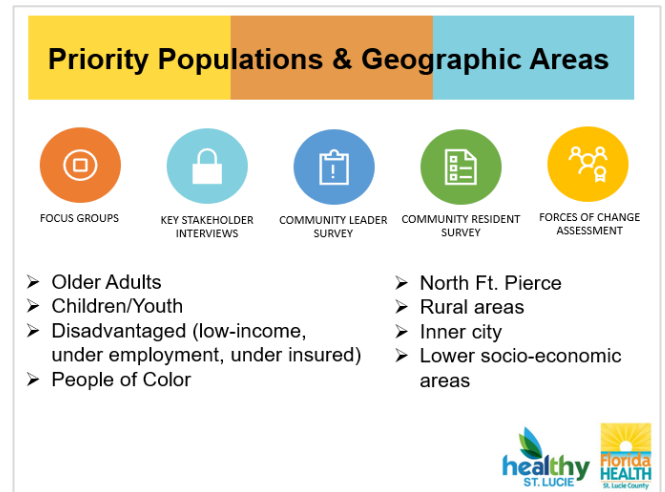 Priority Populations & Geographic Areas
FOCUS GROUPS
KEY STAKEHOLDER
INTERVIEWS
COMMUNITY LEADER
SURVEY
COMMUNITY RESIDENT
SURVEY
FORCES OF CHANGE
ASSESSMENT
➢ Older Adults
➢ Children/Youth
➢ Disadvantaged (low-income,
under employment, under insured)
➢ People of Color
➢ North Ft. Pierce
➢ Rural areas
➢ Inner city
➢ Lower socio-economic
areas
healthy
ST. LUCIE
Florida
HEALTH
St. Lucie County